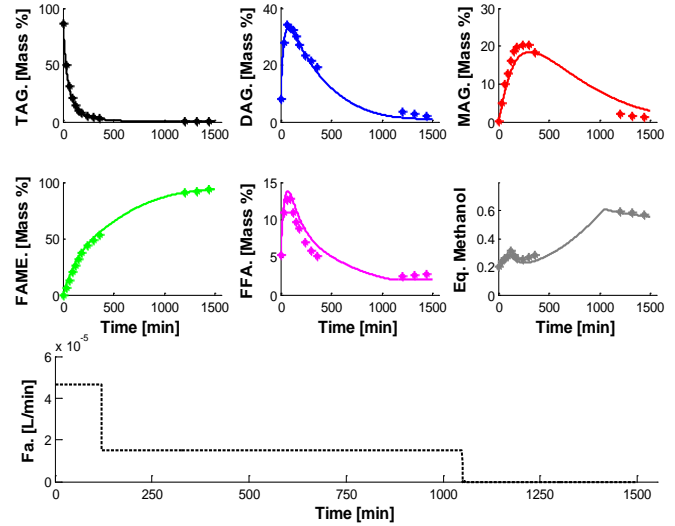 TAG. [Mass %]
100
50
0
0 500 1000 1500
DAG. [Mass %]
40
20
0
0 500 1000 1500
MAG. [Mass %]
30
20
10
0
0 500 1000 1500
FAME. [Mass %]
100
50
0
0 500 1000 1500
Time [min]
FFA. [Mass %]
15
10
5
0
0 500 1000 1500
Time [min]
Eq. Methanol
0.6
0.4
0.2
0
0 500 1000 1500
Time [min]
x 10-5
Fa. [L/min]
6
4
2
0
0 250 500 750 1000 1250 1500
Time [min]